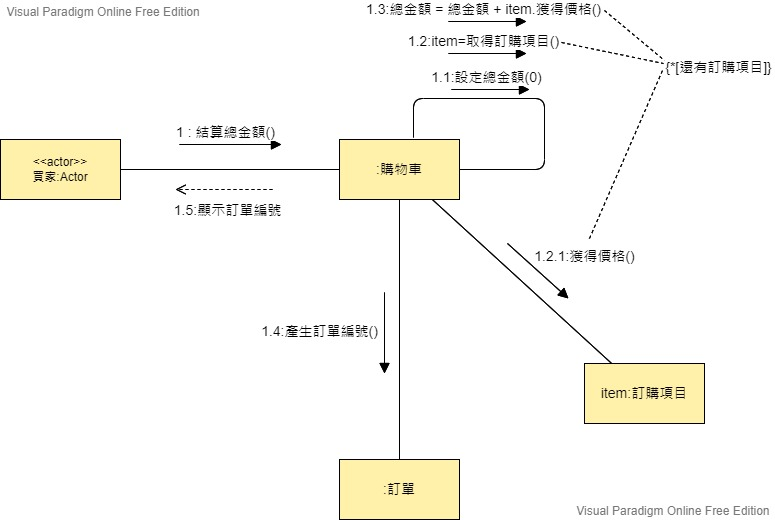 Visual Paradigm Online Free Edition
1.3:總金額 = 總金額 + item.獲得價格()
1.2:item=取得訂購項目()
{*[還有訂購項目]}
1.1:設定總金額(0)
1 : 結算總金額()
<<actor>>
買家:Actor
:購物車
1.5:顯示訂單編號
1.2.1:獲得價格()
1.4:產生訂單編號()
item:訂購項目
:訂單
Visual Paradigm Online Free Edition